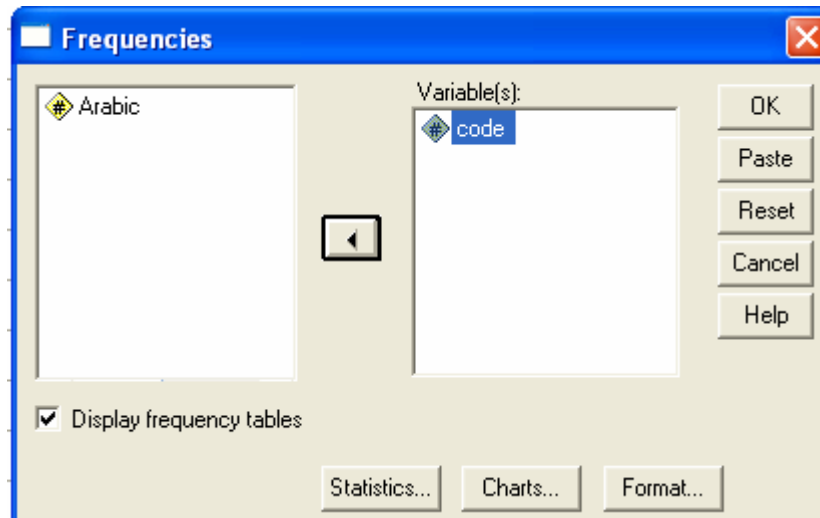 Frequencies
Arabic
Variable(s):
code
OK
Paste
Reset
Cancel
Help
Display frequency tables
Statistics...
Charts...
Format...